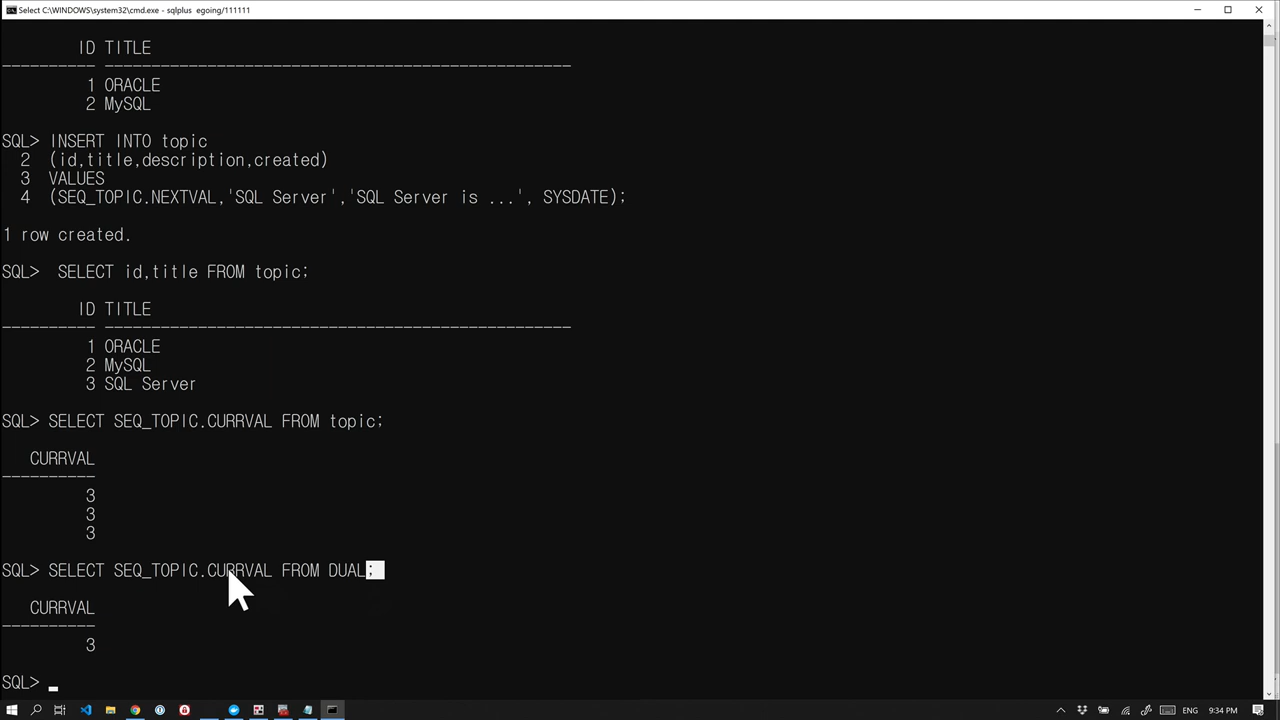 Select C:\WINDOWS\system32\cmd.exe - sqlplus  egoing/111111
ID TITLE
---------- --------------------------------------------------
1 ORACLE
2 MySQL
SQL> INSERT INTO topic
2 (id,title,description,created)
3 VALUES
4 (SEQ_TOPIC.NEXTVAL,'SQL Server','SQL Server is ...', SYSDATE);
1 row created.
SQL>  SELECT id,title FROM topic;
ID TITLE
---------- --------------------------------------------------
1 ORACLE
2 MySQL
3 SQL Server
SQL> SELECT SEQ_TOPIC.CURRVAL FROM topic;
CURRVAL
----------
3
3
3
SQL> SELECT SEQ_TOPIC.CURRVAL FROM DUAL;
CURRVAL
----------
3
SQL>
ENG
9:34 PM